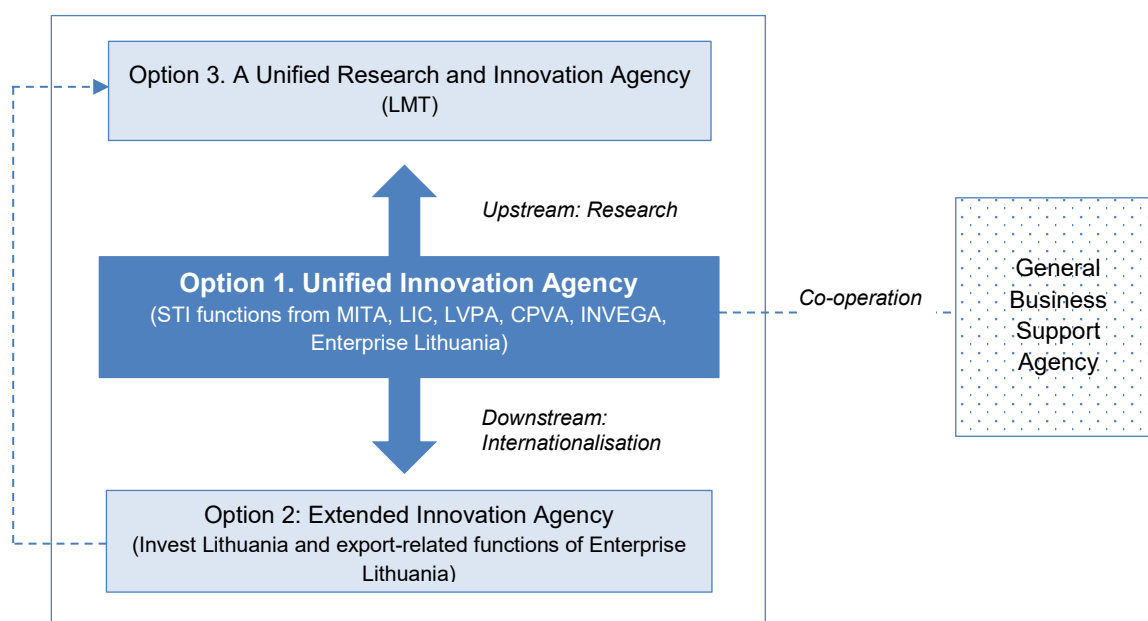 Option 3. A Unified Research and Innovation Agency
(LMT)
Upstream: Research
Option 1. Unified Innovation Agency
(STI functions from MITA, LIC, LVPA, CPVA, INVEGA,
Enterprise Lithuania)
Co-operation
General
Business
Support
Agency
Downstream:
Internationalisation
Option 2: Extended Innovation Agency
(Invest Lithuania and export-related functions of Enterprise
Lithuania)